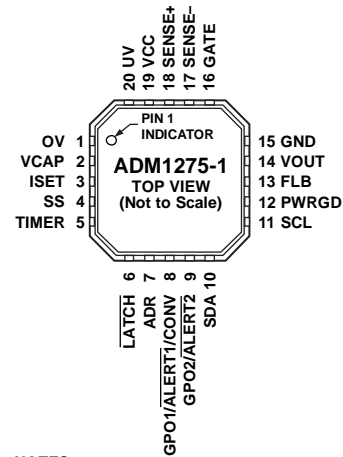 20 UV
19 VCC
18 SENSE+
17 SENSE–
16 GATE
PIN 1
INDICATOR
OV 1
VCAP 2
ISET 3
SS 4
TIMER 5
ADM1275-1
TOP VIEW
(Not to Scale)
15 GND
14 VOUT
13 FLB
12 PWRGD
11 SCL
LATCH 6
ADR 7
GPO1/ALERT1/CONV 8
GPO2/ALERT2 9
SDA 10